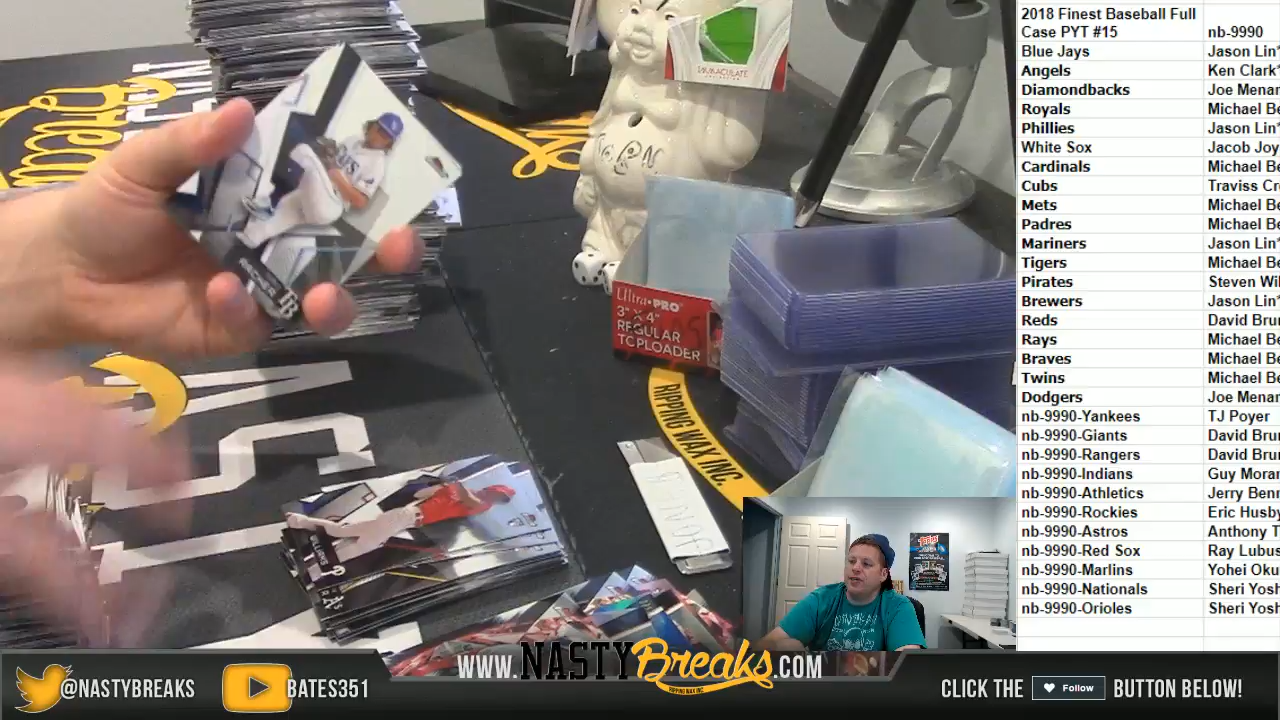 2018 Finest Baseball Full
Case PYT #15 nb-9990
Blue Jays Jason Lin*
Angels Ken Clark*
Diamondbacks Joe Menar
Royals Michael Be
Phillies Jason Lin*
White Sox Jacob Joy
Cardinals Michael Be
Cubs Traviss Cr
Mets Michael Be
Padres Michael Be
Mariners Jason Lin*
Tigers Michael Be
Pirates Steven Wil
Brewers Jason Lin*
Reds David Brun
Rays Michael Be
Braves Michael Be
Twins Michael Be
Dodgers Joe Menar
nb-9990-Yankees TJ Poyer
nb-9990-Giants David Brun
nb-9990-Rangers David Brun
nb-9990-Indians Guy Moran
nb-9990-Athletics Jerry Benn
nb-9990-Rockies Eric Husby
nb-9990-Astros Anthony T
nb-9990-Red Sox Ray Lubus
nb-9990-Marlins Yohei Oku
nb-9990-Nationals Sheri Yosh
nb-9990-Orioles Sheri Yosh
IMMACULATE
Ultra·PRO
3" X 4"
REGULAR
TOPLOADER
RIPPING WAX INC.
ARCHER
WILLIAMS
@NASTYBREAKS
BATES351
WWW.NASTYBreaks.COM
RIPPING WAX INC.
CLICK THE Follow BUTTON BELOW!